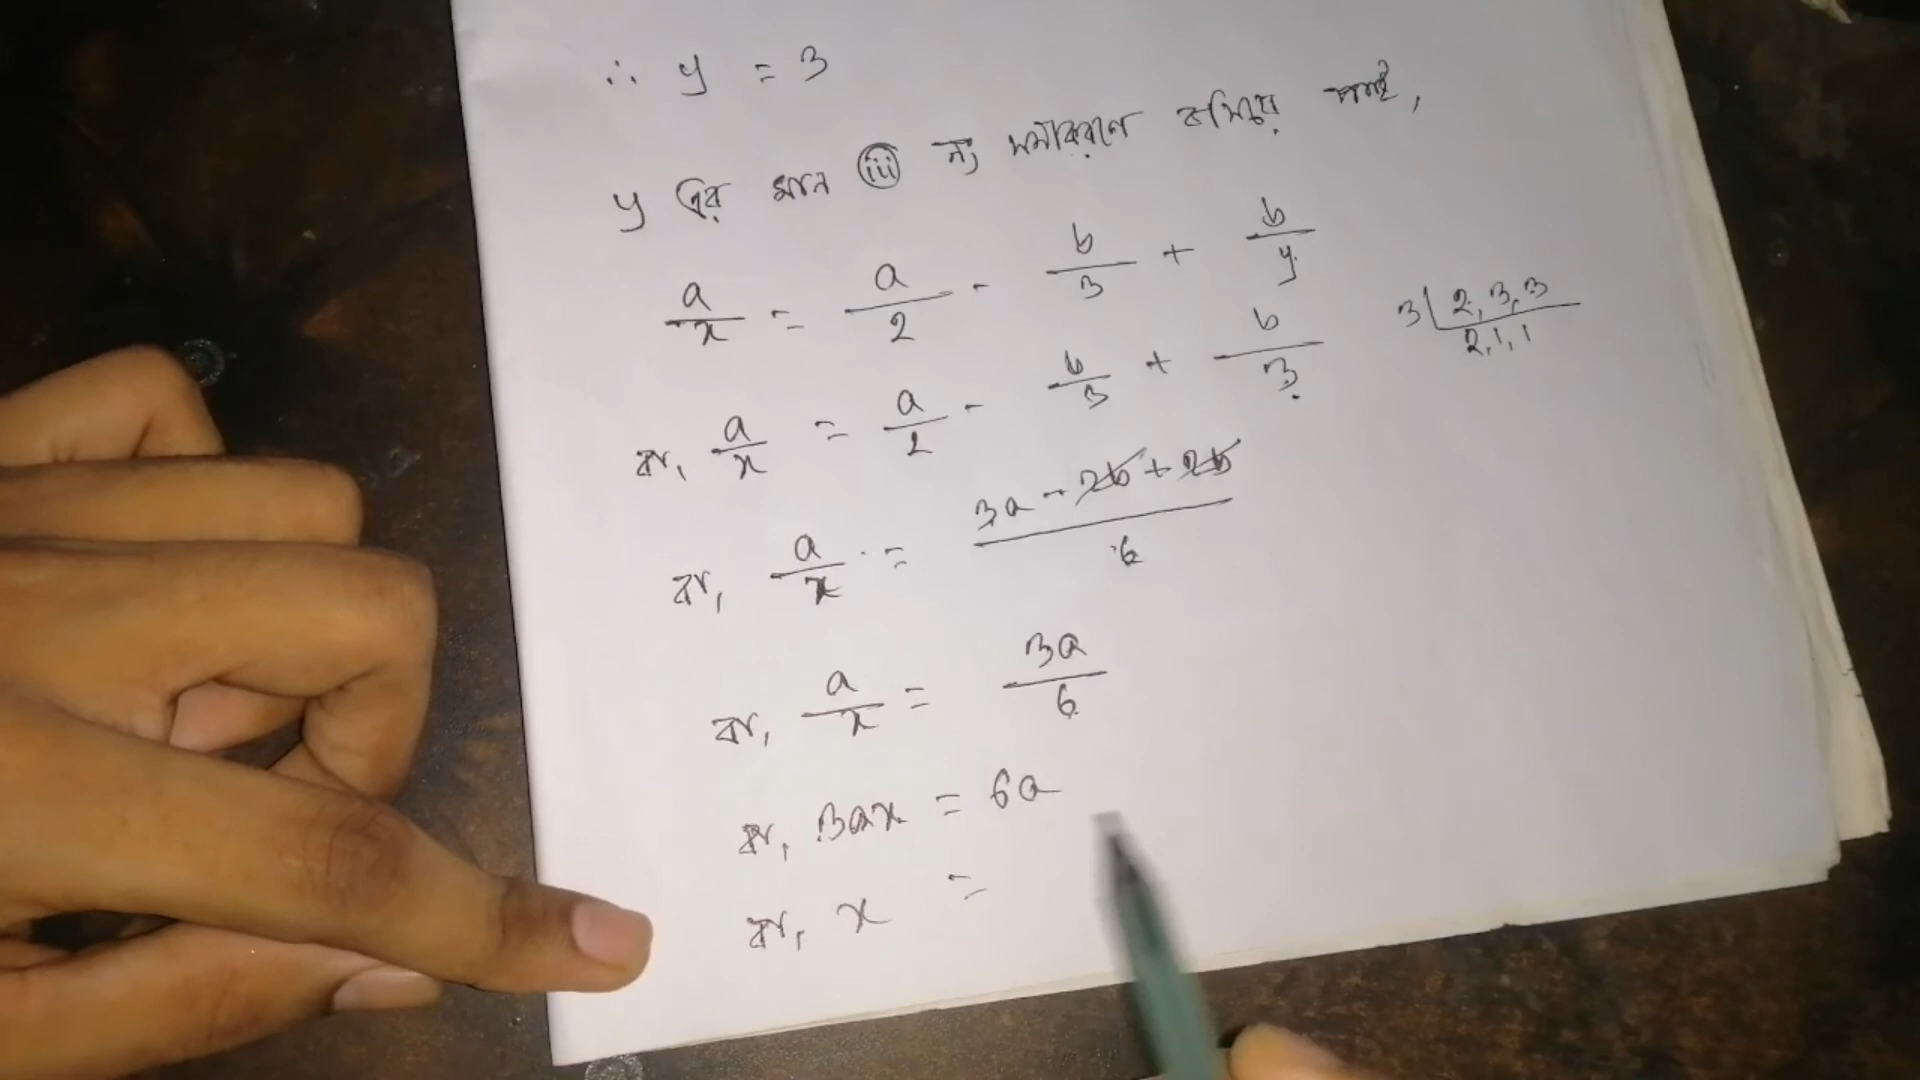 ∴ y = 3
y এর মান (iii) নং সমীকরণে বসিয়ে পাই,
a/x = a/2 - b/3 + b/y
বা, a/x = a/2 - b/3 + b/3
3 | 2, 3, 3
2, 1, 1
বা, a/x = (3a - 2b + 2b)/6
বা, a/x = 3a/6
বা, 3ax = 6a
বা, x =